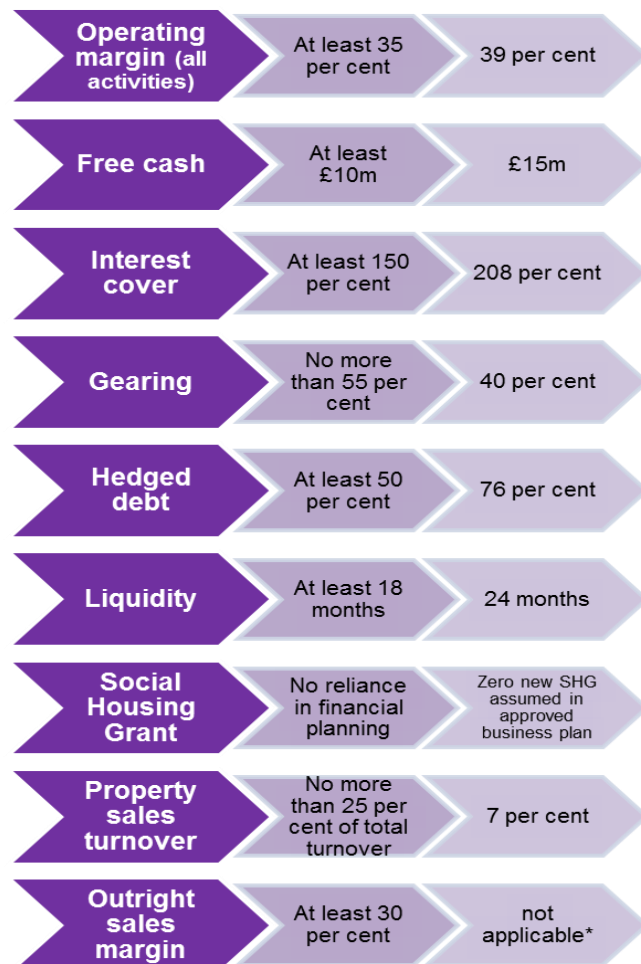 Operating
margin (all
activities)
At least 35
per cent
39 per cent
Free cash
At least
£10m
£15m
Interest
cover
At least 150
per cent
208 per cent
Gearing
No more
than 55 per
cent
40 per cent
Hedged
debt
At least 50
per cent
76 per cent
Liquidity
At least 18
months
24 months
Social
Housing
Grant
No reliance
in financial
planning
Zero new SHG
assumed in
approved
business plan
Property
sales
turnover
No more
than 25 per
cent of total
turnover
7 per cent
Outright
sales
margin
At least 30
per cent
not
applicable*